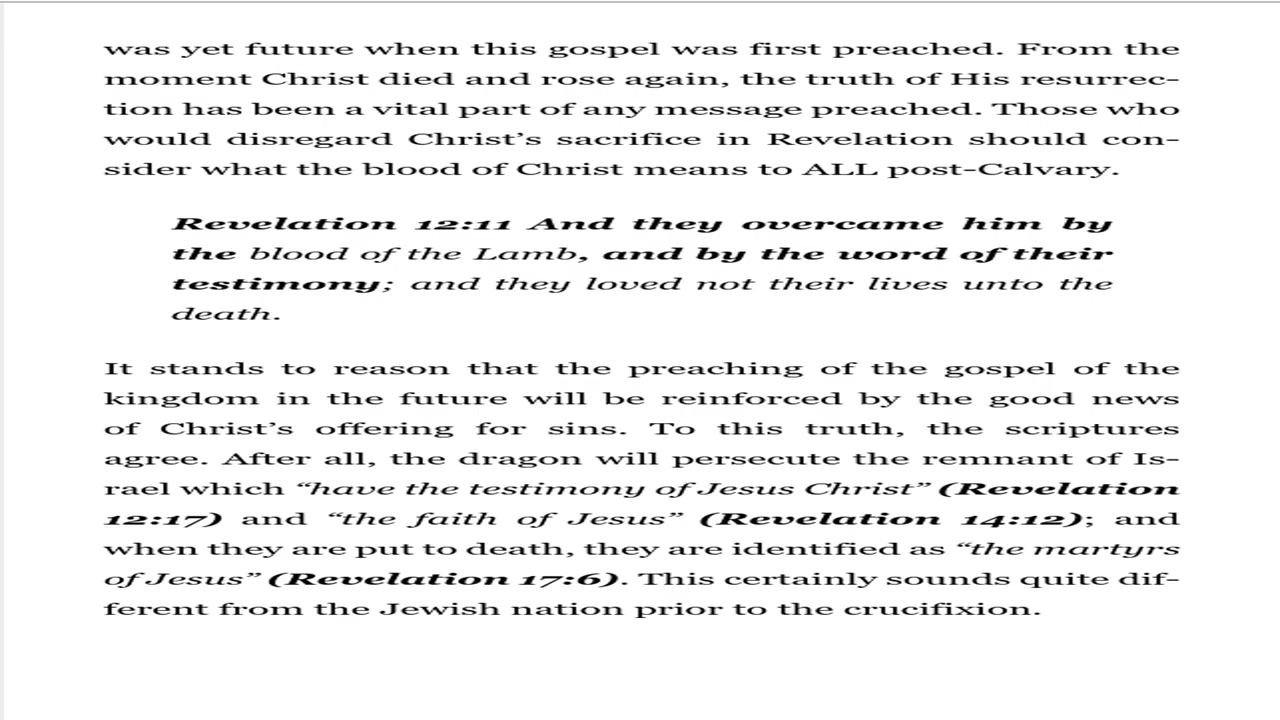 was yet future when this gospel was first preached. From the
moment Christ died and rose again, the truth of His resurrec-
tion has been a vital part of any message preached. Those who
would disregard Christ’s sacrifice in Revelation should con-
sider what the blood of Christ means to ALL post-Calvary.
Revelation 12:11 And they overcame him by
the blood of the Lamb, and by the word of their
testimony; and they loved not their lives unto the
death.
It stands to reason that the preaching of the gospel of the
kingdom in the future will be reinforced by the good news
of Christ’s offering for sins. To this truth, the scriptures
agree. After all, the dragon will persecute the remnant of Is-
rael which “have the testimony of Jesus Christ” (Revelation
12:17) and “the faith of Jesus” (Revelation 14:12); and
when they are put to death, they are identified as “the martyrs
of Jesus” (Revelation 17:6). This certainly sounds quite dif-
ferent from the Jewish nation prior to the crucifixion.